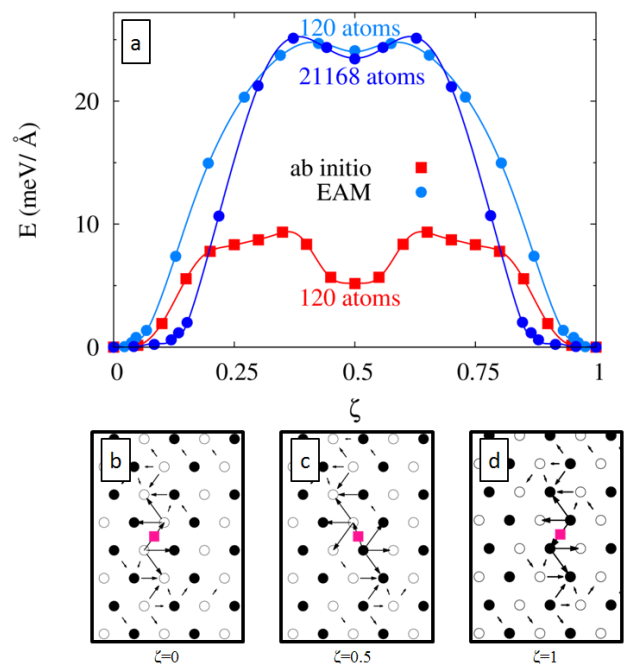 a
120 atoms
21168 atoms
20
E (meV/ Å)
ab initio
EAM
10
120 atoms
0
0 0.25 0.5 0.75 1
ζ
b c d
ζ=0 ζ=0.5 ζ=1